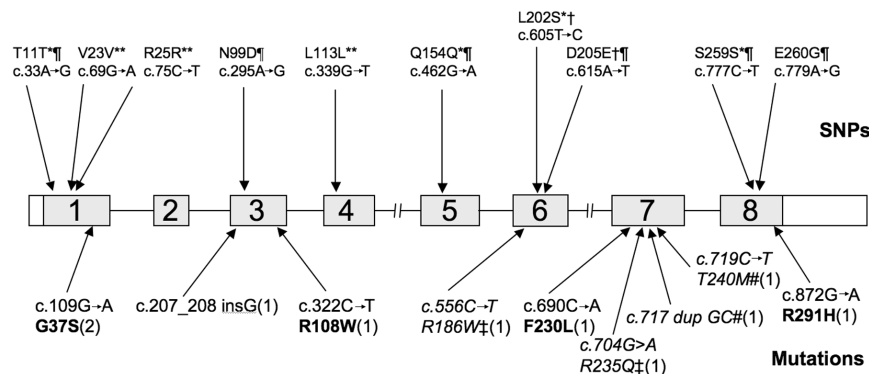 L202S*†
c.605T→C
T11T*¶ V23V** R25R** N99D¶ L113L** Q154Q*¶ D205E†¶ S259S*¶ E260G¶
c.33A→G c.69G→A c.75C→T c.295A→G c.339G→T c.462G→A c.615A→T c.777C→T c.779A→G
SNPs
1 2 3 4 5 6 7 8
c.719C→T
T240M#(1)
c.109G→A c.207_208 insG(1) c.322C→T c.556C→T c.690C→A c.717 dup GC#(1) c.872G→A
G37S(2) R108W(1) R186W‡(1) F230L(1) R291H(1)
c.704G>A
R235Q‡(1)
Mutations